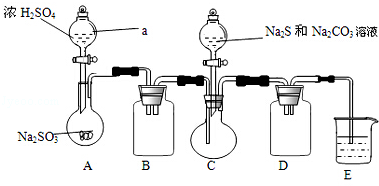 浓 H₂SO₄
a
Na₂S 和 Na₂CO₃ 溶液
Na₂SO₃
A
B
C
D
E